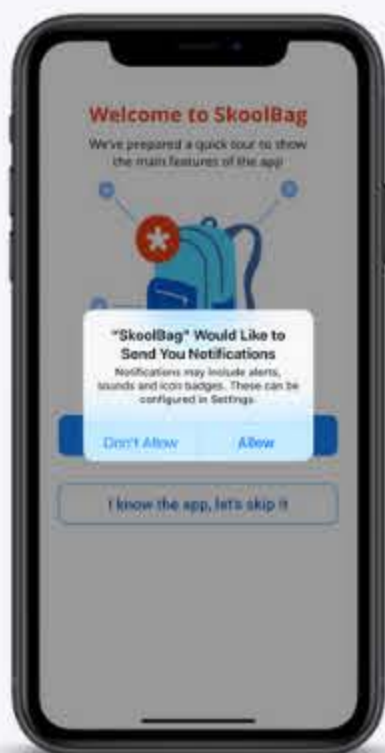 Welcome to SkoolBag
We've prepared a quick tour to show
the main features of the app
"SkoolBag" Would Like to
Send You Notifications
Notifications may include alerts,
sounds and icon badges. These can be
configured in Settings
Don't Allow
Allow
I know the app, let's skip it